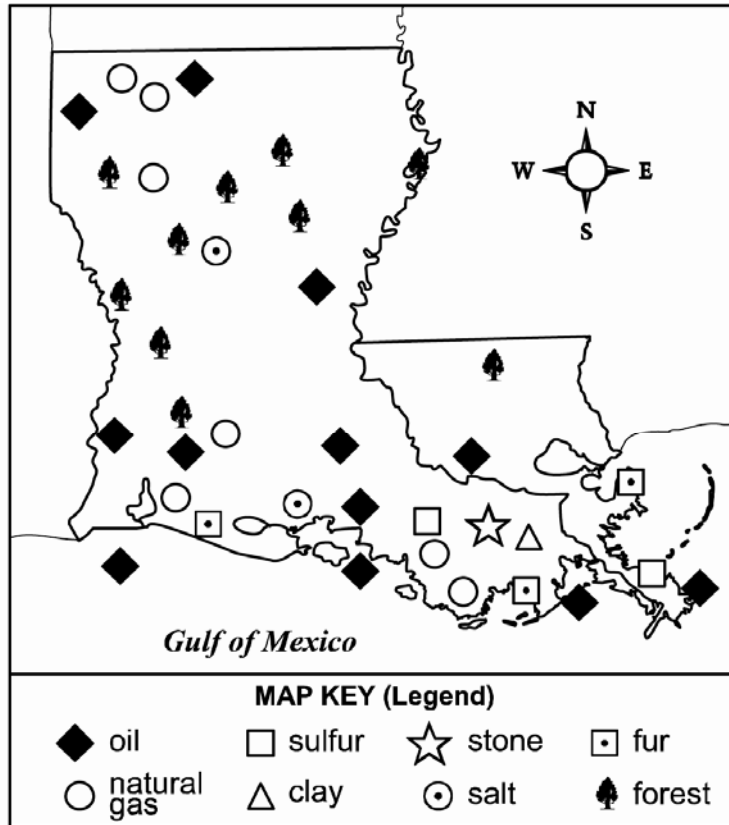 N
W E
S
Gulf of Mexico
MAP KEY (Legend)
oil sulfur stone fur
natural gas clay salt forest